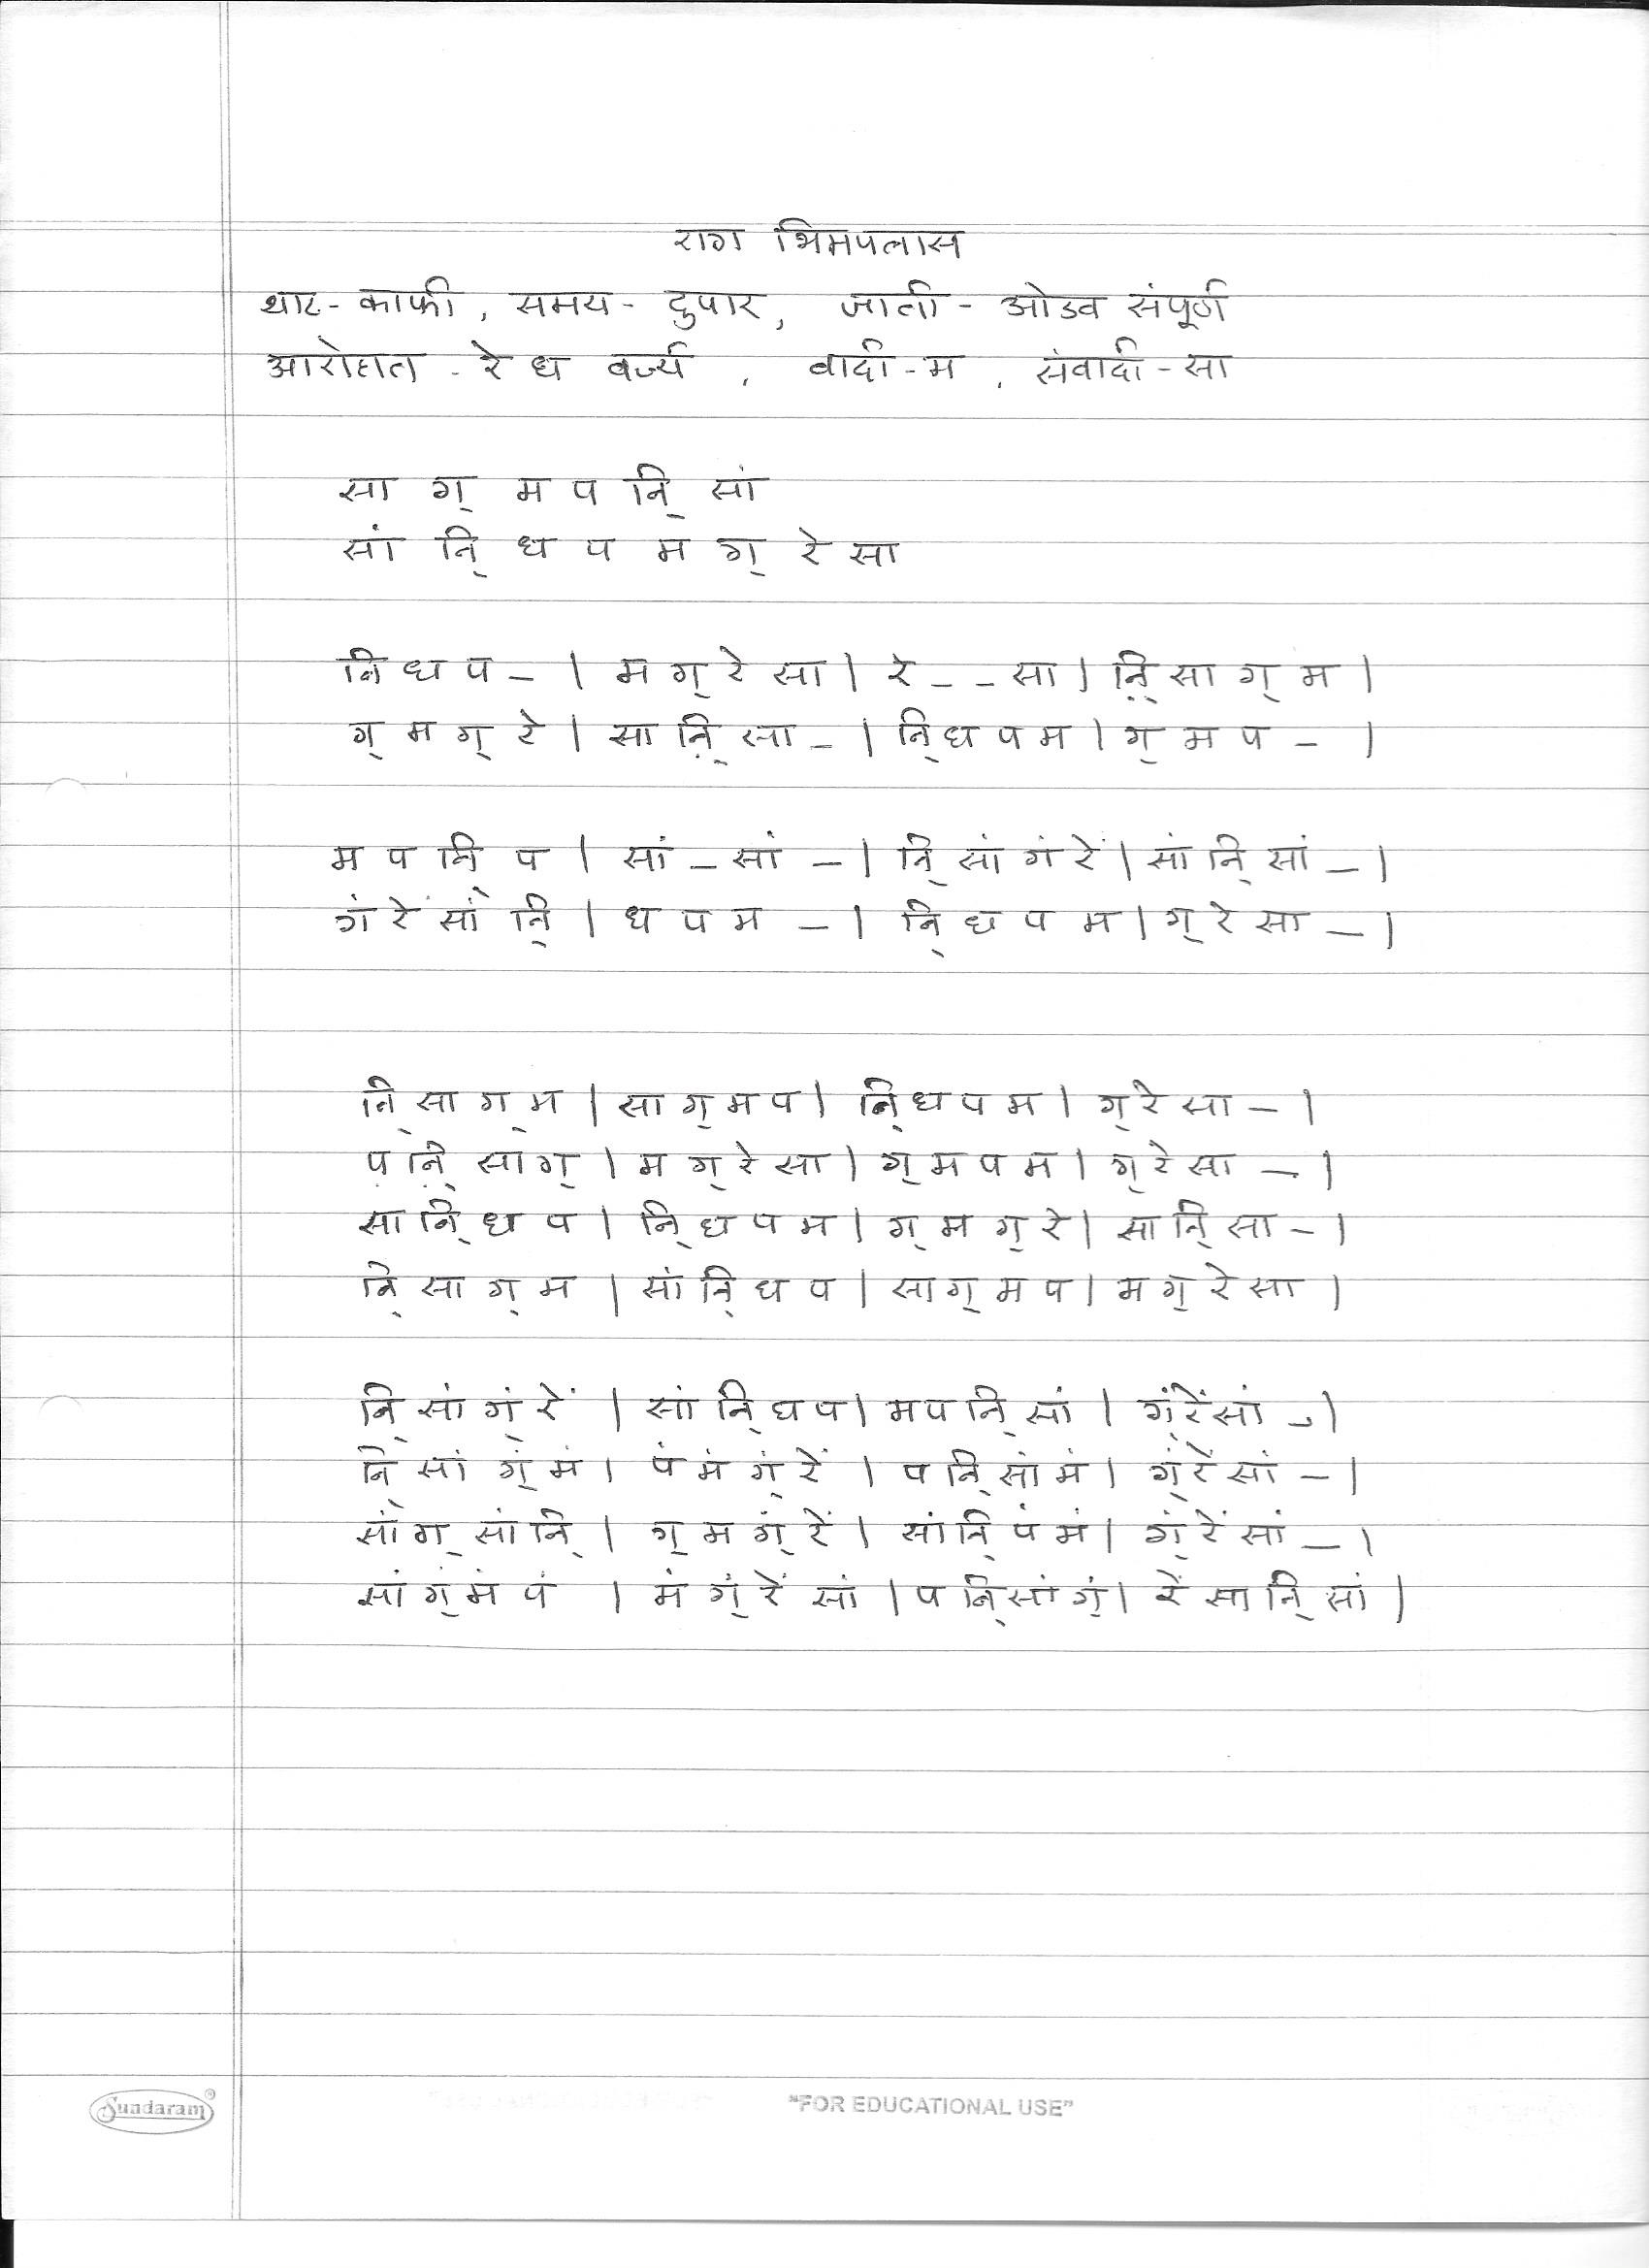 राग भिमपलास
थाट - काफी, समय - दुपार, जाती - ओडव संपूर्ण
आरोहात - रे ध वर्ज्य, वादी - म, संवादी - सा
सा ग् म प नि् सां
सां नि् ध प म ग् रे सा
नि ध प - | म ग् रे सा | रे - - सा | ऩि् सा ग् म |
ग् म ग् रे | सा ऩि् सा - | नि् ध प म | ग् म प - |
म प नि् प | सां - सां - | नि् सां गं रें | सां नि् सां - |
गं रें सां नि् | ध प म - | नि् ध प म | ग् रे सा - |
नि् सा ग् म | सा ग् म प | नि् ध प म | ग् रे सा - |
प़ ऩि् सा ग् | म ग् रे सा | ग् म प म | ग् रे सा - |
सा नि् ध प | नि् ध प म | ग् म ग् रे | सा नि् सा - |
नि् सा ग् म | सां नि् ध प | सा ग् म प | म ग् रे सा |
नि् सां गं् रें | सां नि् ध प | म प नि् सां | गं् रें सां - |
नि् सां गं् मं | पं मं गं् रें | प नि् सां मं | गं् रें सां - |
सां ग् सां नि् | ग् म गं् रें | सां नि् पं मं | गं् रें सां - |
सां गं् मं पं | मं गं् रें सां | प नि् सां गं् | रें सा नि् सां |
Sundaram®
"FOR EDUCATIONAL USE"